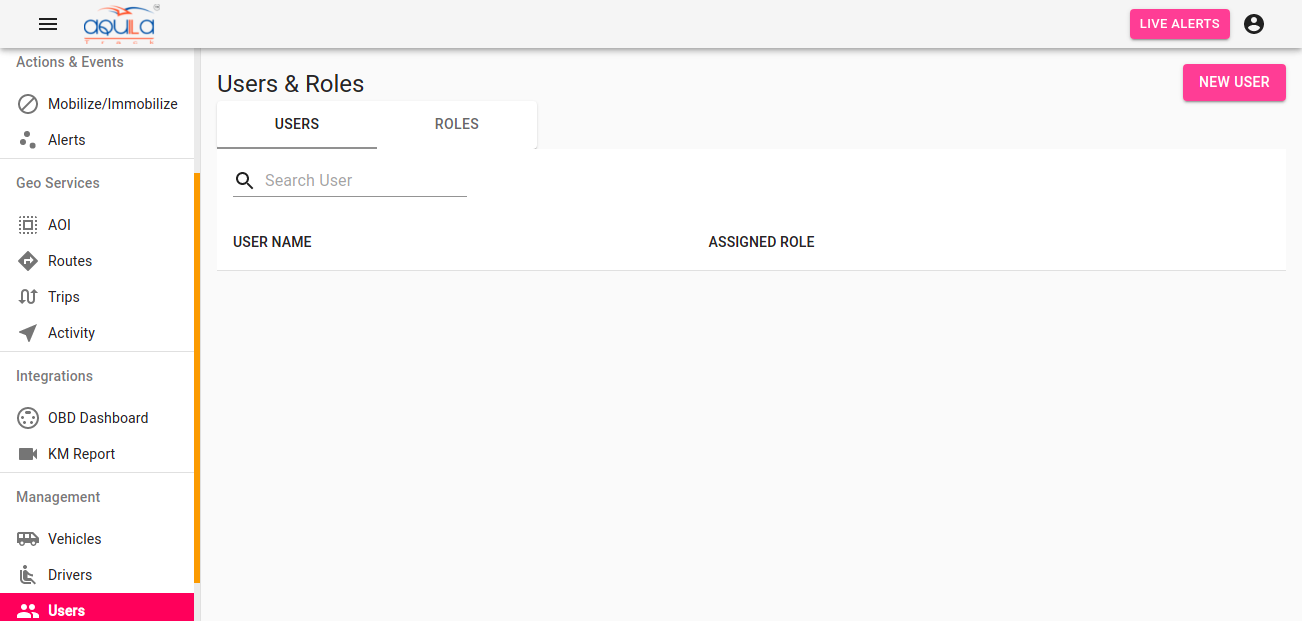 AQUILA
Track
LIVE ALERTS
Actions & Events
Mobilize/Immobilize
Alerts
Geo Services
AOI
Routes
Trips
Activity
Integrations
OBD Dashboard
KM Report
Management
Vehicles
Drivers
Users
Users & Roles
NEW USER
USERS
ROLES
Search User
USER NAME
ASSIGNED ROLE